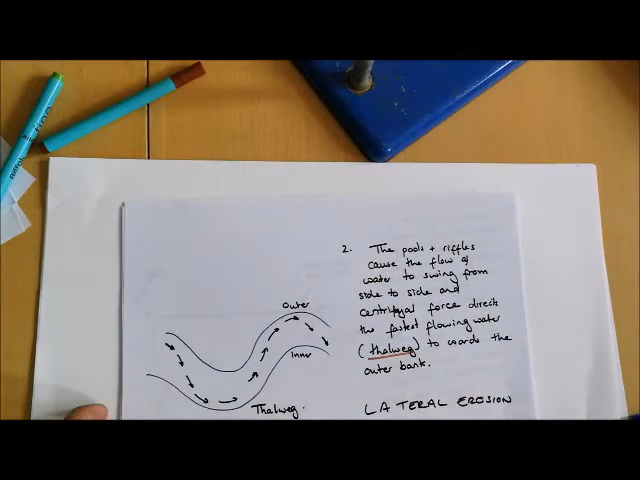 2. The pools + riffles
cause the flow of
water to swing from
side to side and
centrifugal force directs
the fastest flowing water
(thalweg) towards the
outer bank.
LATERAL EROSION
Outer
Inner
Thalweg.